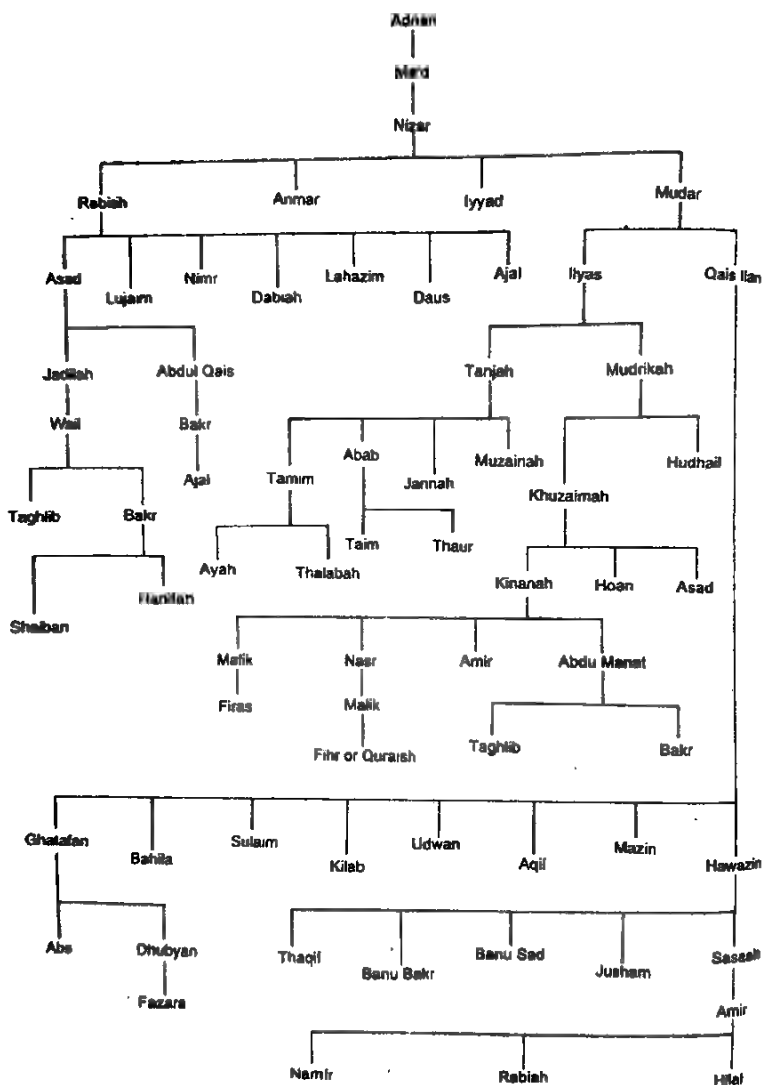 Adnan
Ma'd
Nizar
Rabiah Anmar Iyyad Mudar
Asad Lujaim Nimr Dabiah Lahazim Daus Ajal Ilyas Qais Ilan
Jadilah Abdul Qais Tanjah Mudrikah
Wail Bakr Tamim Abab Jannah Muzainah Khuzaimah Hudhail
Ajal
Taghlib Bakr Ayah Thalabah Taim Thaur Kinanah Hoan Asad
Shaiban Hanifah
Malik Nasr Amir Abdu Manat
Firas Malik
Fihr or Quraish Taghlib Bakr
Ghatafan Bahila Sulaum Kilab Udwan Aqil Mazin Hawazin
Abs Dhubyan Thaqif Banu Bakr Banu Sad Jusham
Fazara Amir
Namir Rabiah Hilal